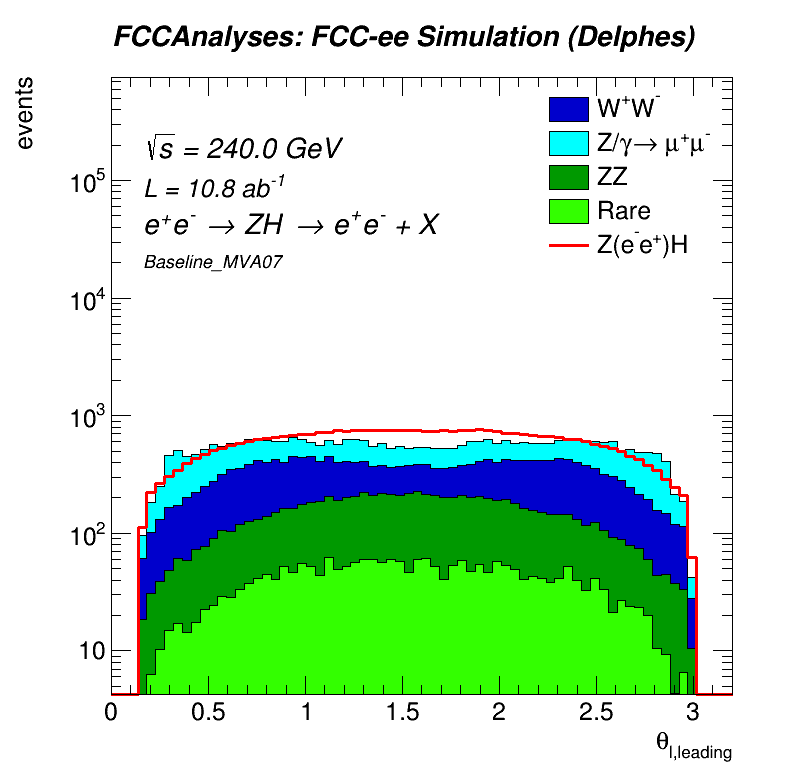 FCCAnalyses: FCC-ee Simulation (Delphes)
events
√s = 240.0 GeV
L = 10.8 ab⁻¹
e⁺e⁻ → ZH → e⁺e⁻ + X
Baseline_MVA07
W⁺W⁻
Z/γ→ μ⁺μ⁻
ZZ
Rare
Z(e⁻e⁺)H
10⁵
10⁴
10³
10²
10
0 0.5 1 1.5 2 2.5 3
θl,leading